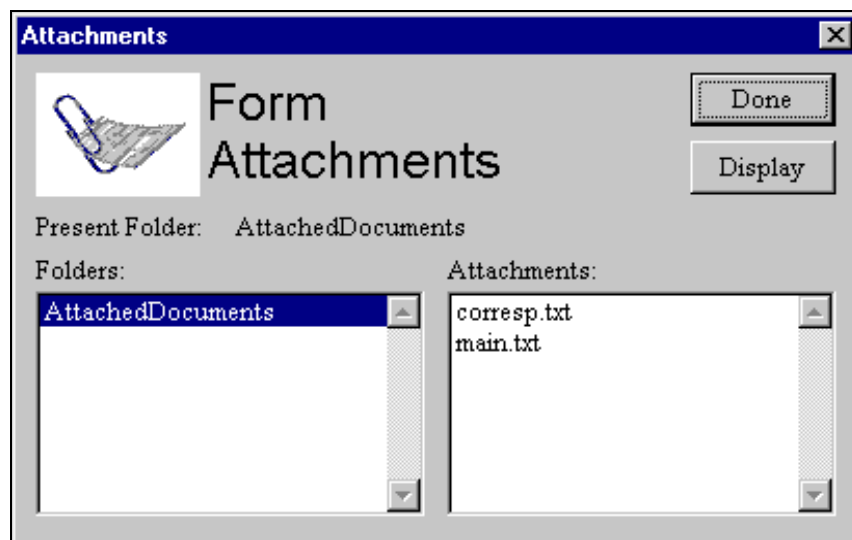 Attachments
Form
Attachments
Done
Display
Present Folder: AttachedDocuments
Folders:
AttachedDocuments
Attachments:
corresp.txt
main.txt